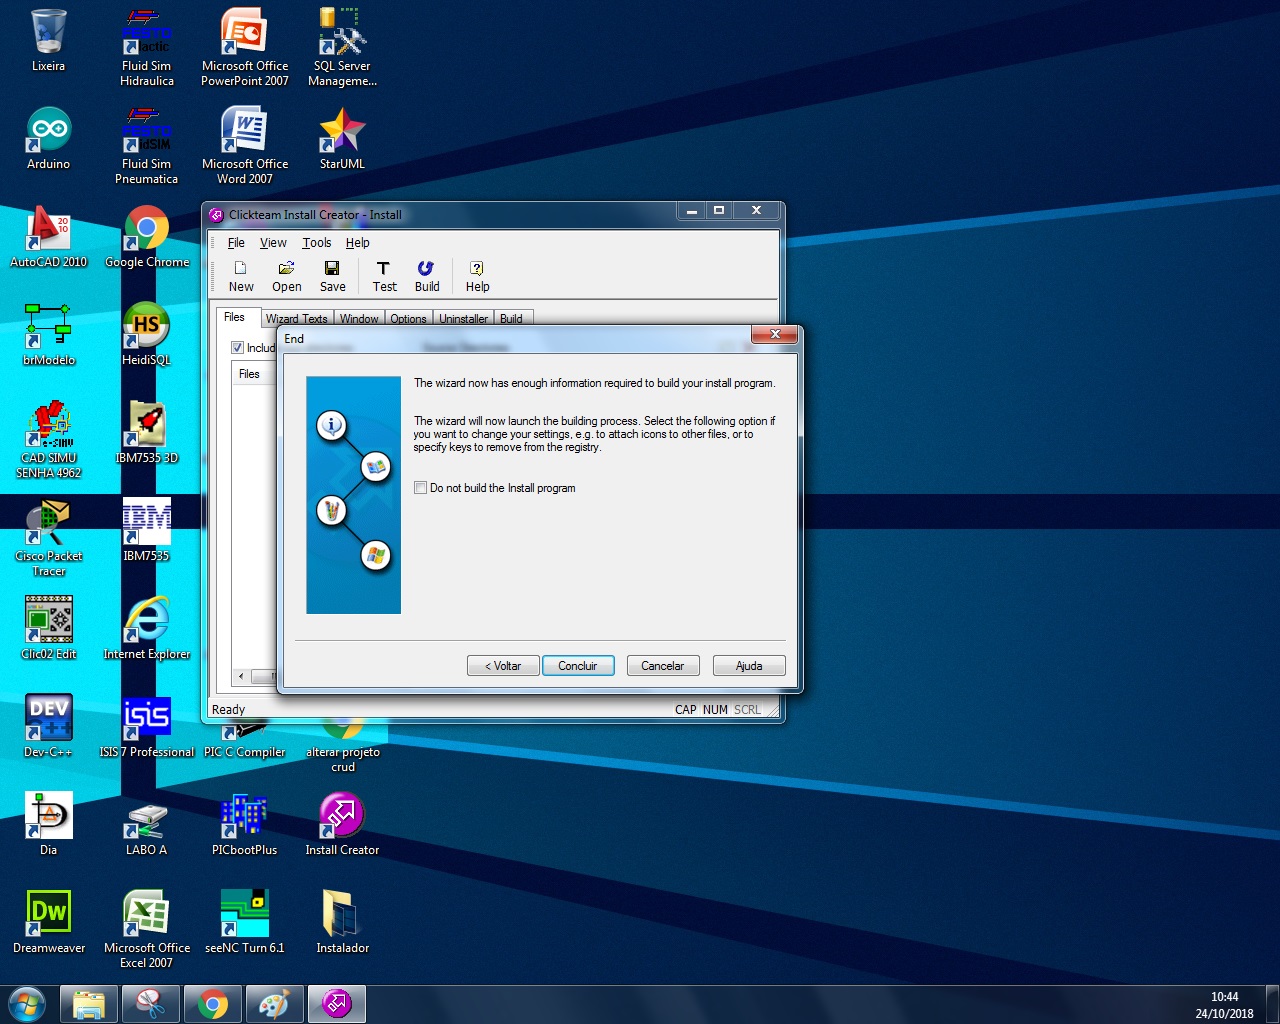 Lixeira
Fluid Sim
Hidraulica
Microsoft Office
PowerPoint 2007
SQL Server
Manageme...
Arduino
Fluid Sim
Pneumatica
Microsoft Office
Word 2007
StarUML
AutoCAD 2010
Google Chrome
brModelo
HeidiSQL
CAD SIMU
SENHA 4962
IBM7535 3D
Cisco Packet
Tracer
IBM7535
Clic02 Edit
Internet Explorer
Dev-C++
ISIS 7 Professional
PIC C Compiler
alterar projeto
crud
Dia
LABO A
PICbootPlus
Install Creator
Dreamweaver
Microsoft Office
Excel 2007
seeNC Turn 6.1
Instalador
Clickteam Install Creator - Install
File View Tools Help
New Open Save Test Build Help
Files Wizard Texts Window Options Uninstaller Build
Files
Ready
CAP NUM SCRL
End
The wizard now has enough information required to build your install program.
The wizard will now launch the building process. Select the following option if
you want to change your settings, e.g. to attach icons to other files, or to
specify keys to remove from the registry.
Do not build the Install program
< Voltar Concluir Cancelar Ajuda
10:44
24/10/2018